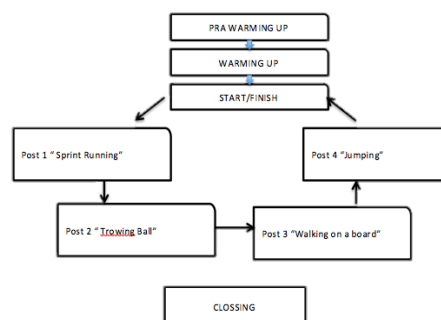 PRA WARMING UP
WARMING UP
START/FINISH
Post 1 “ Sprint Running”
Post 4 “Jumping”
Post 2 “ Trowing Ball“
Post 3 “Walking on a board”
CLOSSING